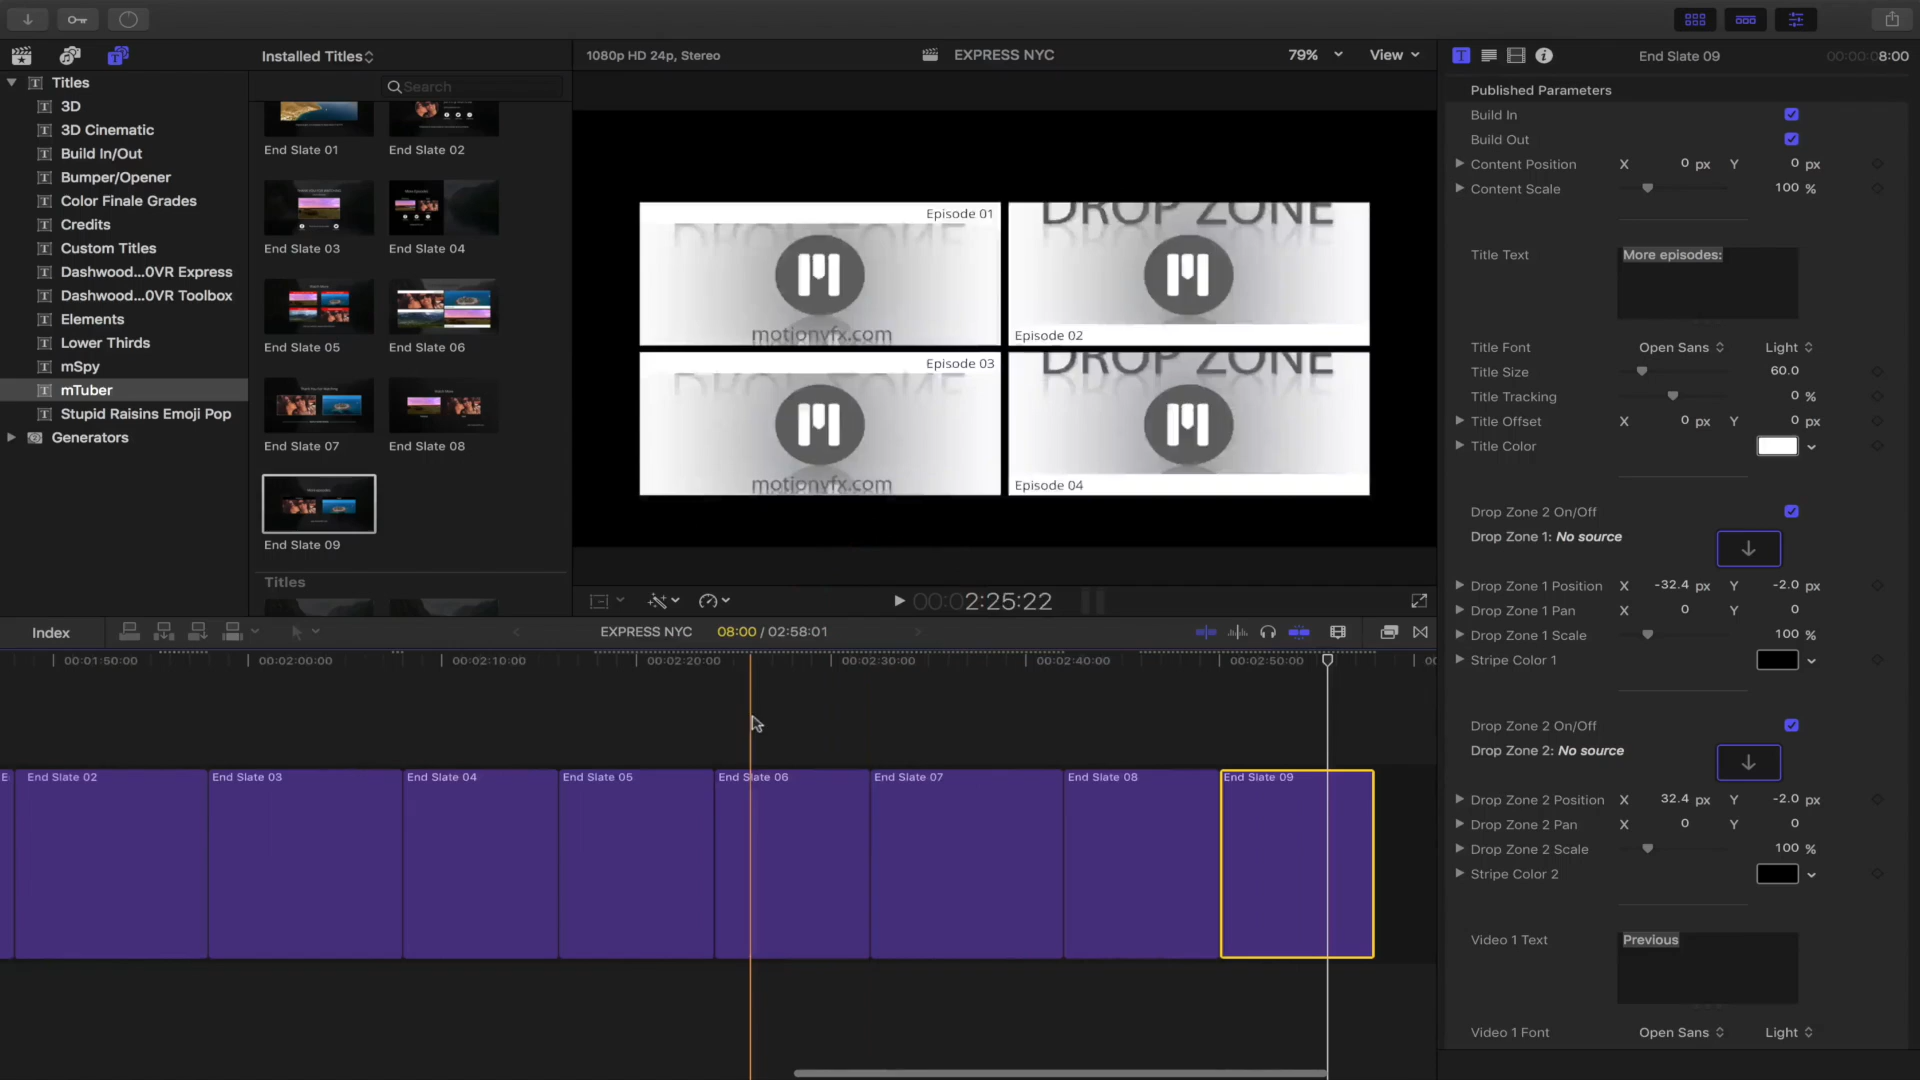 Installed Titles
1080p HD 24p, Stereo
EXPRESS NYC
79%
View
End Slate 09
00:00:08:00
Titles
3D
3D Cinematic
Build In/Out
Bumper/Opener
Color Finale Grades
Credits
Custom Titles
Dashwood...0VR Express
Dashwood...0VR Toolbox
Elements
Lower Thirds
mSpy
mTuber
Stupid Raisins Emoji Pop
Generators
Search
End Slate 01
End Slate 02
End Slate 03
End Slate 04
End Slate 05
End Slate 06
End Slate 07
End Slate 08
End Slate 09
Titles
Episode 01
DROP ZONE
motionvfx.com
DROP ZONE
Episode 02
Episode 03
DROP ZONE
motionvfx.com
DROP ZONE
Episode 04
00:02:25:22
Published Parameters
Build In
Build Out
Content Position X 0 px Y 0 px
Content Scale 100 %
Title Text More episodes:
Title Font Open Sans Light
Title Size 60.0
Title Tracking 0 %
Title Offset X 0 px Y 0 px
Title Color
Drop Zone 2 On/Off
Drop Zone 1: No source
Drop Zone 1 Position X -32.4 px Y -2.0 px
Drop Zone 1 Pan X 0 Y 0
Drop Zone 1 Scale 100 %
Stripe Color 1
Drop Zone 2 On/Off
Drop Zone 2: No source
Drop Zone 2 Position X 32.4 px Y -2.0 px
Drop Zone 2 Pan X 0 Y 0
Drop Zone 2 Scale 100 %
Stripe Color 2
Video 1 Text Previous
Video 1 Font Open Sans Light
Index
EXPRESS NYC
08:00 / 02:58:01
00:01:50:00
00:02:00:00
00:02:10:00
00:02:20:00
00:02:30:00
00:02:40:00
00:02:50:00
00
E
End Slate 02
End Slate 03
End Slate 04
End Slate 05
End Slate 06
End Slate 07
End Slate 08
End Slate 09